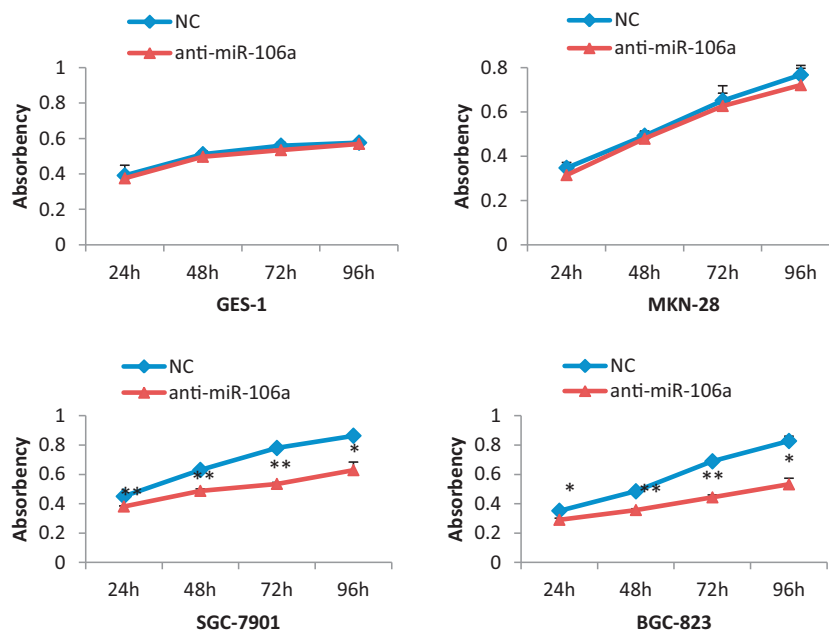 NC
anti-miR-106a
1
0.8
0.6
0.4
0.2
0
Absorbency
24h 48h 72h 96h
GES-1
NC
anti-miR-106a
0.8
0.6
0.4
0.2
0
Absorbency
24h 48h 72h 96h
MKN-28
NC
anti-miR-106a
1
0.8
0.6
0.4
0.2
0
Absorbency
** ** ** *
24h 48h 72h 96h
SGC-7901
NC
anti-miR-106a
1
0.8
0.6
0.4
0.2
0
Absorbency
* ** ** *
24h 48h 72h 96h
BGC-823